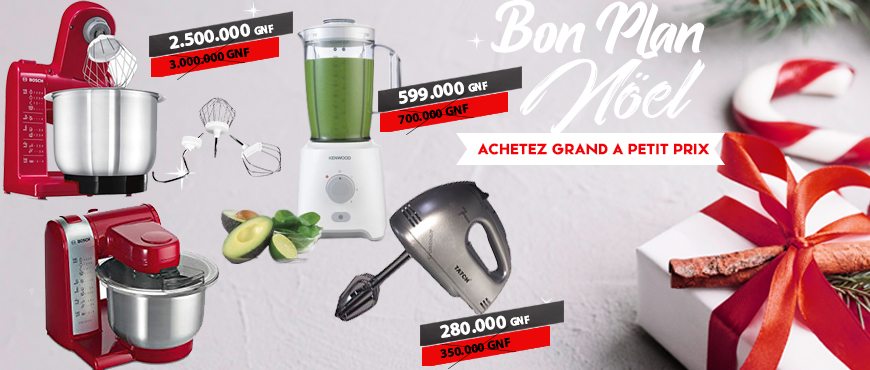 2.500.000 GNF
3.000.000 GNF
BOSCH
KENWOOD
599.000 GNF
700.000 GNF
Bon Plan
Nöel
ACHETEZ GRAND A PETIT PRIX
BOSCH
TATCH
280.000 GNF
350.000 GNF